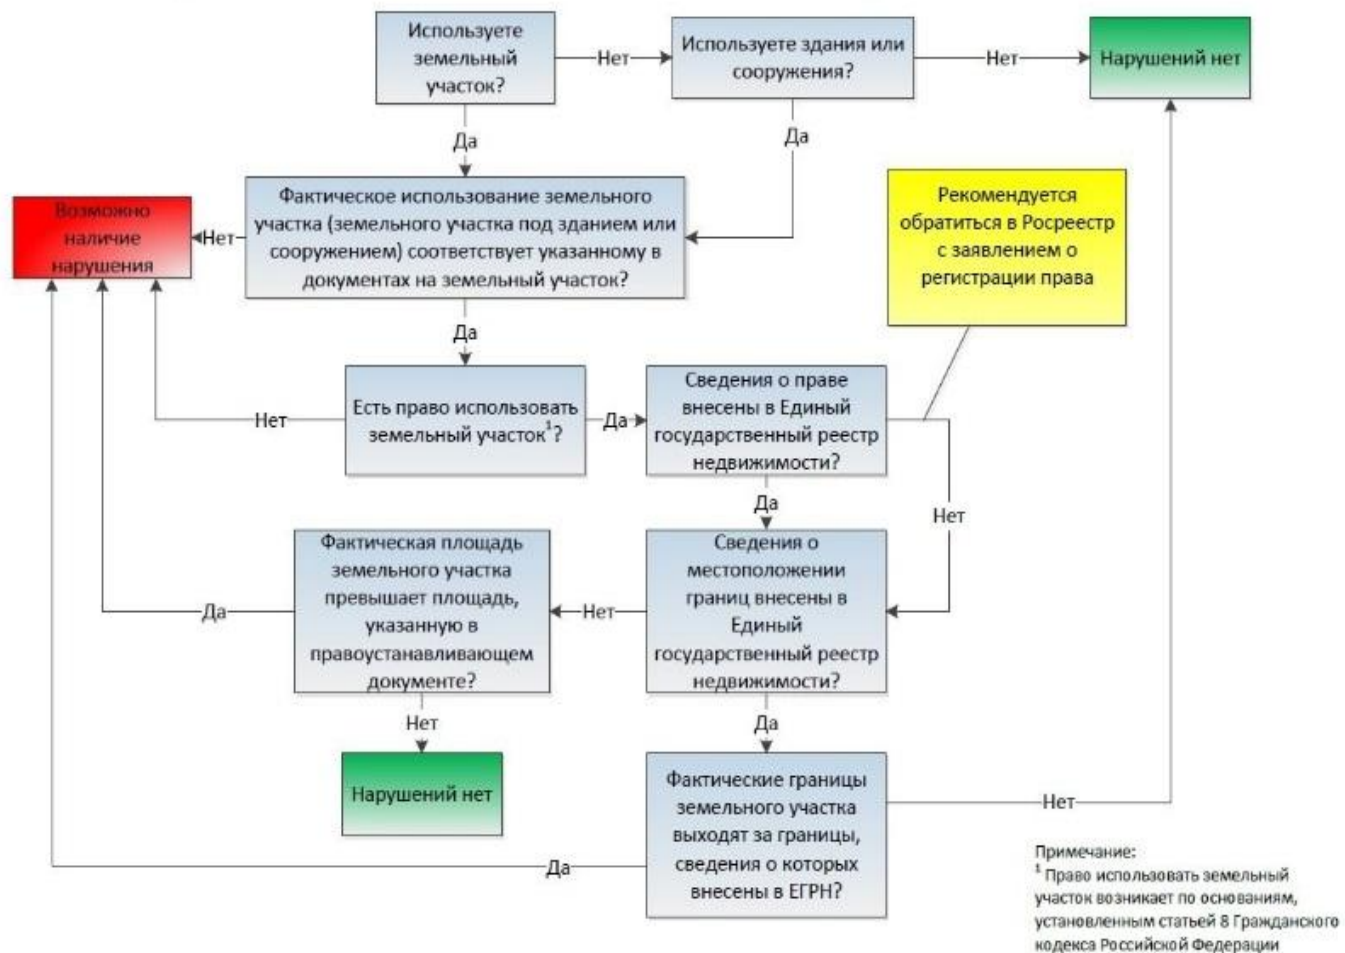 Используете
земельный
участок?
Нет
Используете здания или
сооружения?
Нет
Нарушений нет
Да
Да
Фактическое использование земельного
участка (земельного участка под зданием или
сооружением) соответствует указанному в
документах на земельный участок?
Нет
Возможно
наличие
нарушения
Рекомендуется
обратиться в Росреестр
с заявлением о
регистрации права
Да
Есть право использовать
земельный участок¹?
Нет
Да
Сведения о праве
внесены в Единый
государственный реестр
недвижимости?
Да
Нет
Сведения о
местоположении
границ внесены в
Единый
государственный реестр
недвижимости?
Нет
Фактическая площадь
земельного участка
превышает площадь,
указанную в
правоустанавливающем
документе?
Да
Нет
Нарушений нет
Да
Фактические границы
земельного участка
выходят за границы,
сведения о которых
внесены в ЕГРН?
Да
Нет
Примечание:
¹ Право использовать земельный
участок возникает по основаниям,
установленным статьей 8 Гражданского
кодекса Российской Федерации